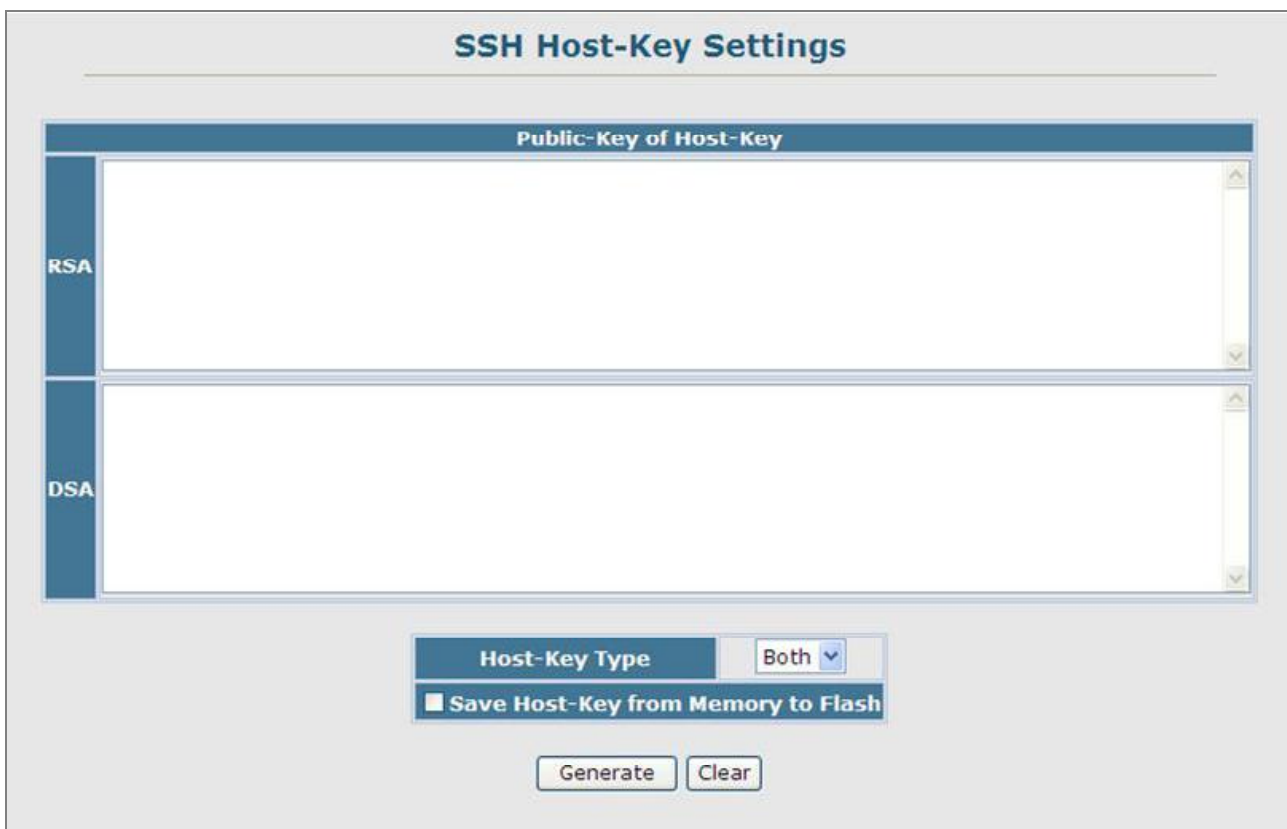 SSH Host-Key Settings
Public-Key of Host-Key
RSA
DSA
Host-Key Type Both
Save Host-Key from Memory to Flash
Generate Clear